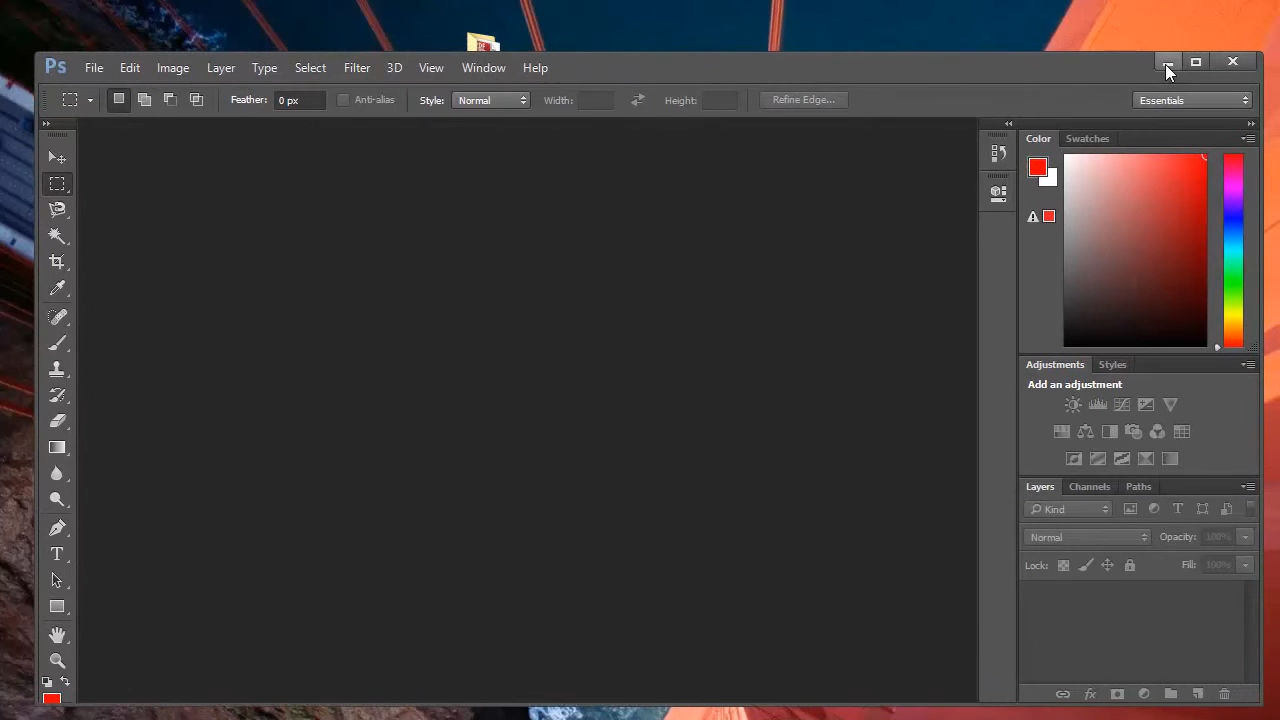 Ps File Edit Image Layer Type Select Filter 3D View Window Help
Feather: 0 px Anti-alias Style: Normal Width: Height: Refine Edge... Essentials
Color Swatches
Adjustments Styles
Add an adjustment
Layers Channels Paths
Kind
Normal Opacity: 100%
Lock: Fill: 100%